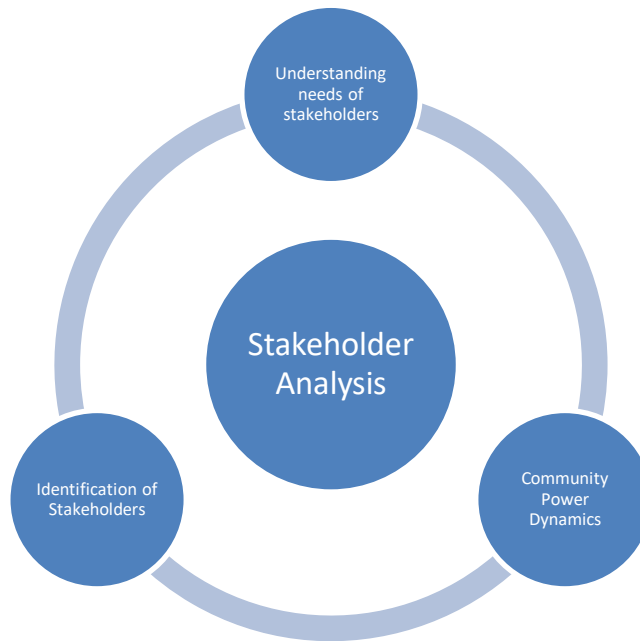 Understanding
needs of
stakeholders
Stakeholder
Analysis
Identification of
Stakeholders
Community
Power
Dynamics